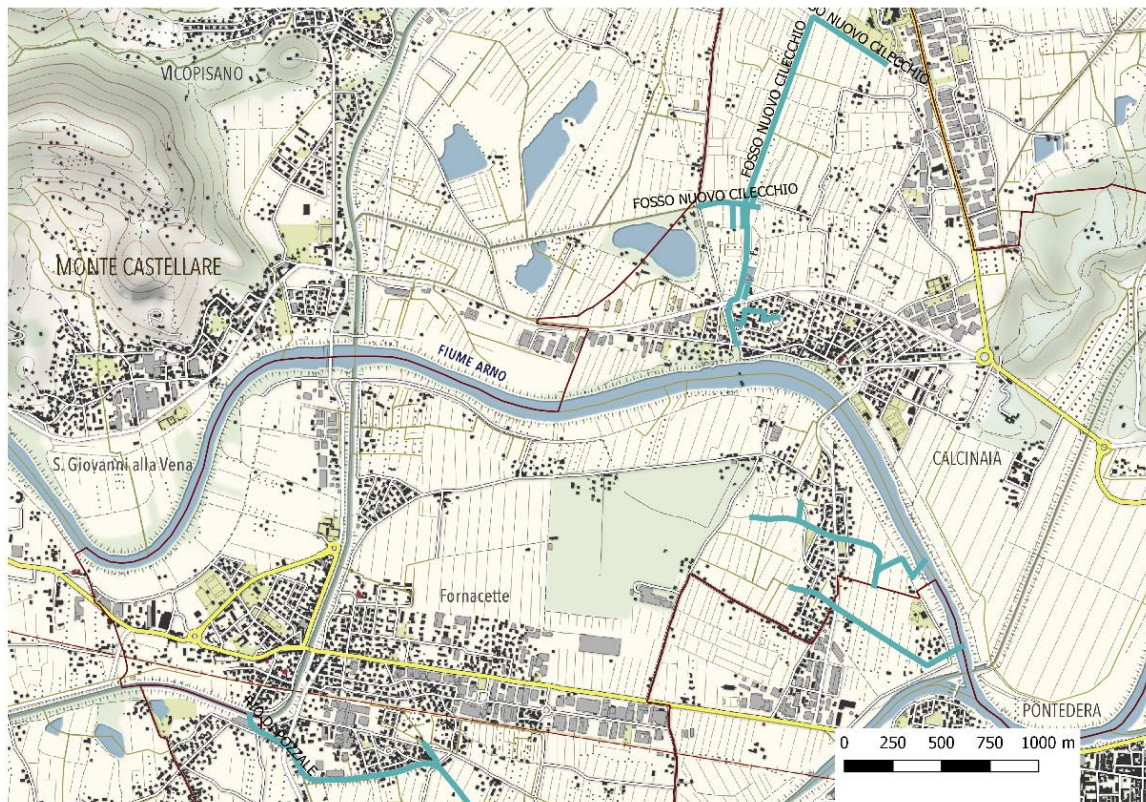 SO NUOVO CILECCHIO
VICOPISANO
FOSSO NUOVO CILECCHIO
FOSSO NUOVO CILECCHIO
MONTE CASTELLARE
FIUME ARNO
S. Giovanni alla Vena
CALCINAIA
Fornacette
PONTEDERA
0 250 500 750 1000 m